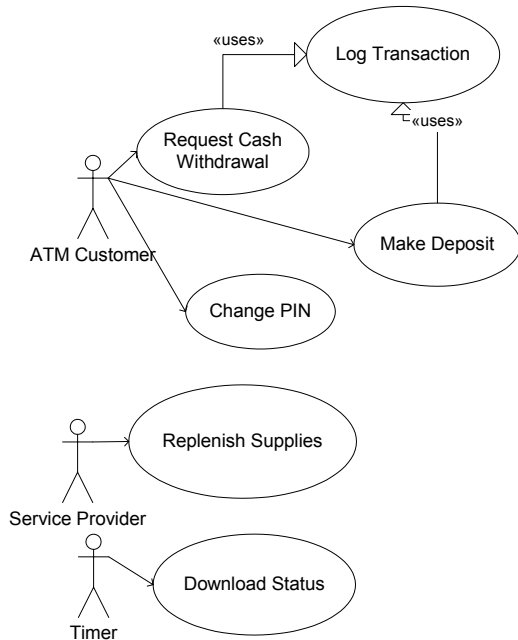 «uses»
Log Transaction
«uses»
Request Cash
Withdrawal
Make Deposit
ATM Customer
Change PIN
Replenish Supplies
Service Provider
Download Status
Timer